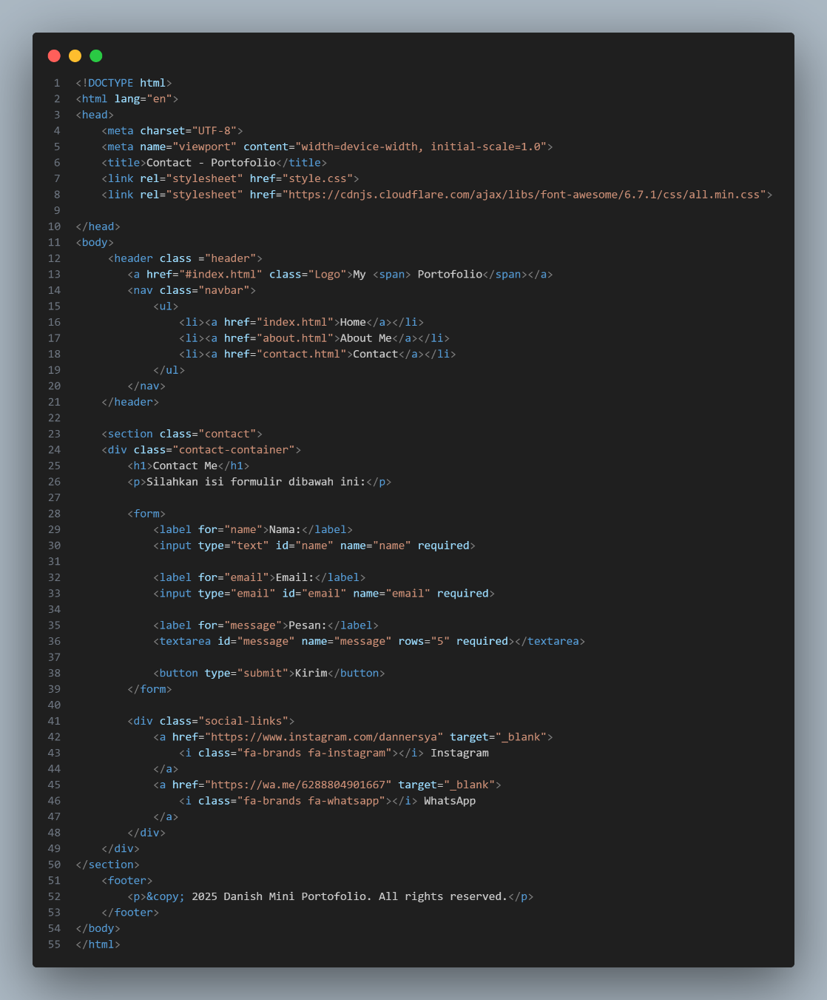 1 <!DOCTYPE html>
2 <html lang="en">
3 <head>
4     <meta charset="UTF-8">
5     <meta name="viewport" content="width=device-width, initial-scale=1.0">
6     <title>Contact - Portofolio</title>
7     <link rel="stylesheet" href="style.css">
8     <link rel="stylesheet" href="https://cdnjs.cloudflare.com/ajax/libs/font-awesome/6.7.1/css/all.min.css">
9
10 </head>
11 <body>
12      <header class ="header">
13         <a href="#index.html" class="Logo">My <span> Portofolio</span></a>
14         <nav class="navbar">
15             <ul>
16                 <li><a href="index.html">Home</a></li>
17                 <li><a href="about.html">About Me</a></li>
18                 <li><a href="contact.html">Contact</a></li>
19             </ul>
20         </nav>
21     </header>
22
23     <section class="contact">
24     <div class="contact-container">
25         <h1>Contact Me</h1>
26         <p>Silahkan isi formulir dibawah ini:</p>
27
28         <form>
29             <label for="name">Nama:</label>
30             <input type="text" id="name" name="name" required>
31
32             <label for="email">Email:</label>
33             <input type="email" id="email" name="email" required>
34
35             <label for="message">Pesan:</label>
36             <textarea id="message" name="message" rows="5" required></textarea>
37
38             <button type="submit">Kirim</button>
39         </form>
40
41         <div class="social-links">
42             <a href="https://www.instagram.com/dannersya" target="_blank">
43                 <i class="fa-brands fa-instagram"></i> Instagram
44             </a>
45             <a href="https://wa.me/6288804901667" target="_blank">
46                 <i class="fa-brands fa-whatsapp"></i> WhatsApp
47             </a>
48         </div>
49     </div>
50 </section>
51     <footer>
52         <p>&copy; 2025 Danish Mini Portofolio. All rights reserved.</p>
53     </footer>
54 </body>
55 </html>